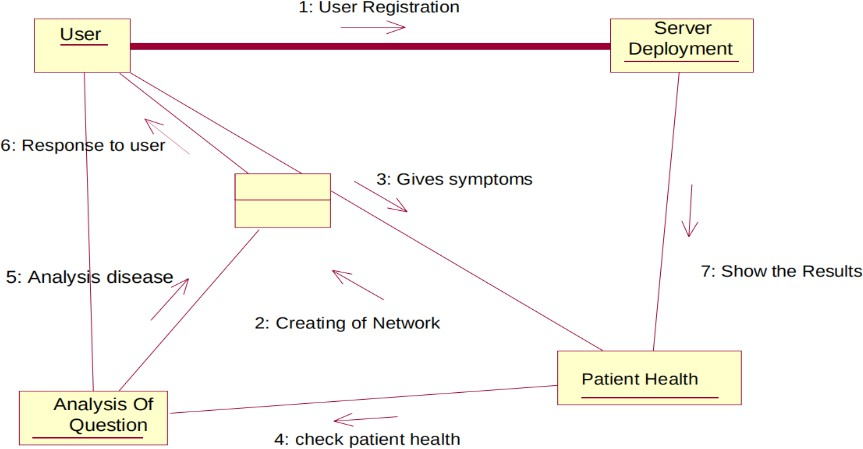 1: User Registration
User
Server
Deployment
6: Response to user
3: Gives symptoms
5: Analysis disease
7: Show the Results
2: Creating of Network
Patient Health
Analysis Of
Question
4: check patient health